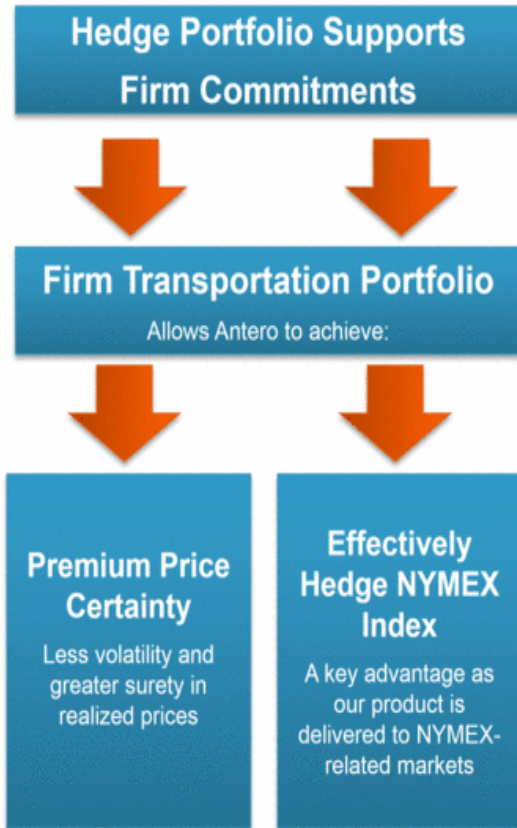 Hedge Portfolio Supports
Firm Commitments
Firm Transportation Portfolio
Allows Antero to achieve:
Premium Price
Certainty
Less volatility and
greater surety in
realized prices
Effectively
Hedge NYMEX
Index
A key advantage as
our product is
delivered to NYMEX-
related markets